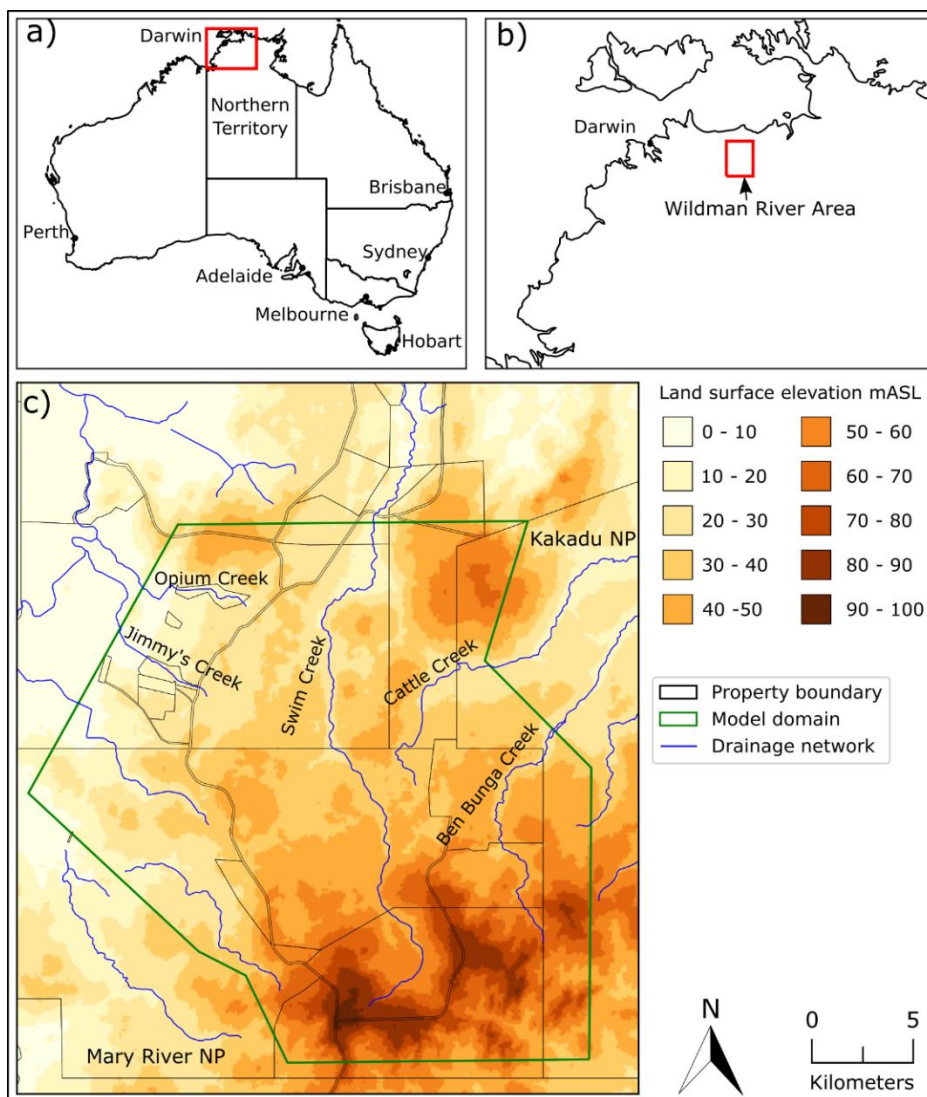 a)
Darwin
Northern
Territory
Brisbane
Perth
Sydney
Adelaide
Melbourne
Hobart
b)
Darwin
Wildman River Area
c)
Kakadu NP
Opium Creek
Jimmy's Creek
Swim Creek
Cattle Creek
Ben Bunga Creek
Mary River NP
Land surface elevation mASL
0 - 10
10 - 20
20 - 30
30 - 40
40 -50
50 - 60
60 - 70
70 - 80
80 - 90
90 - 100
Property boundary
Model domain
Drainage network
N
0 5
Kilometers